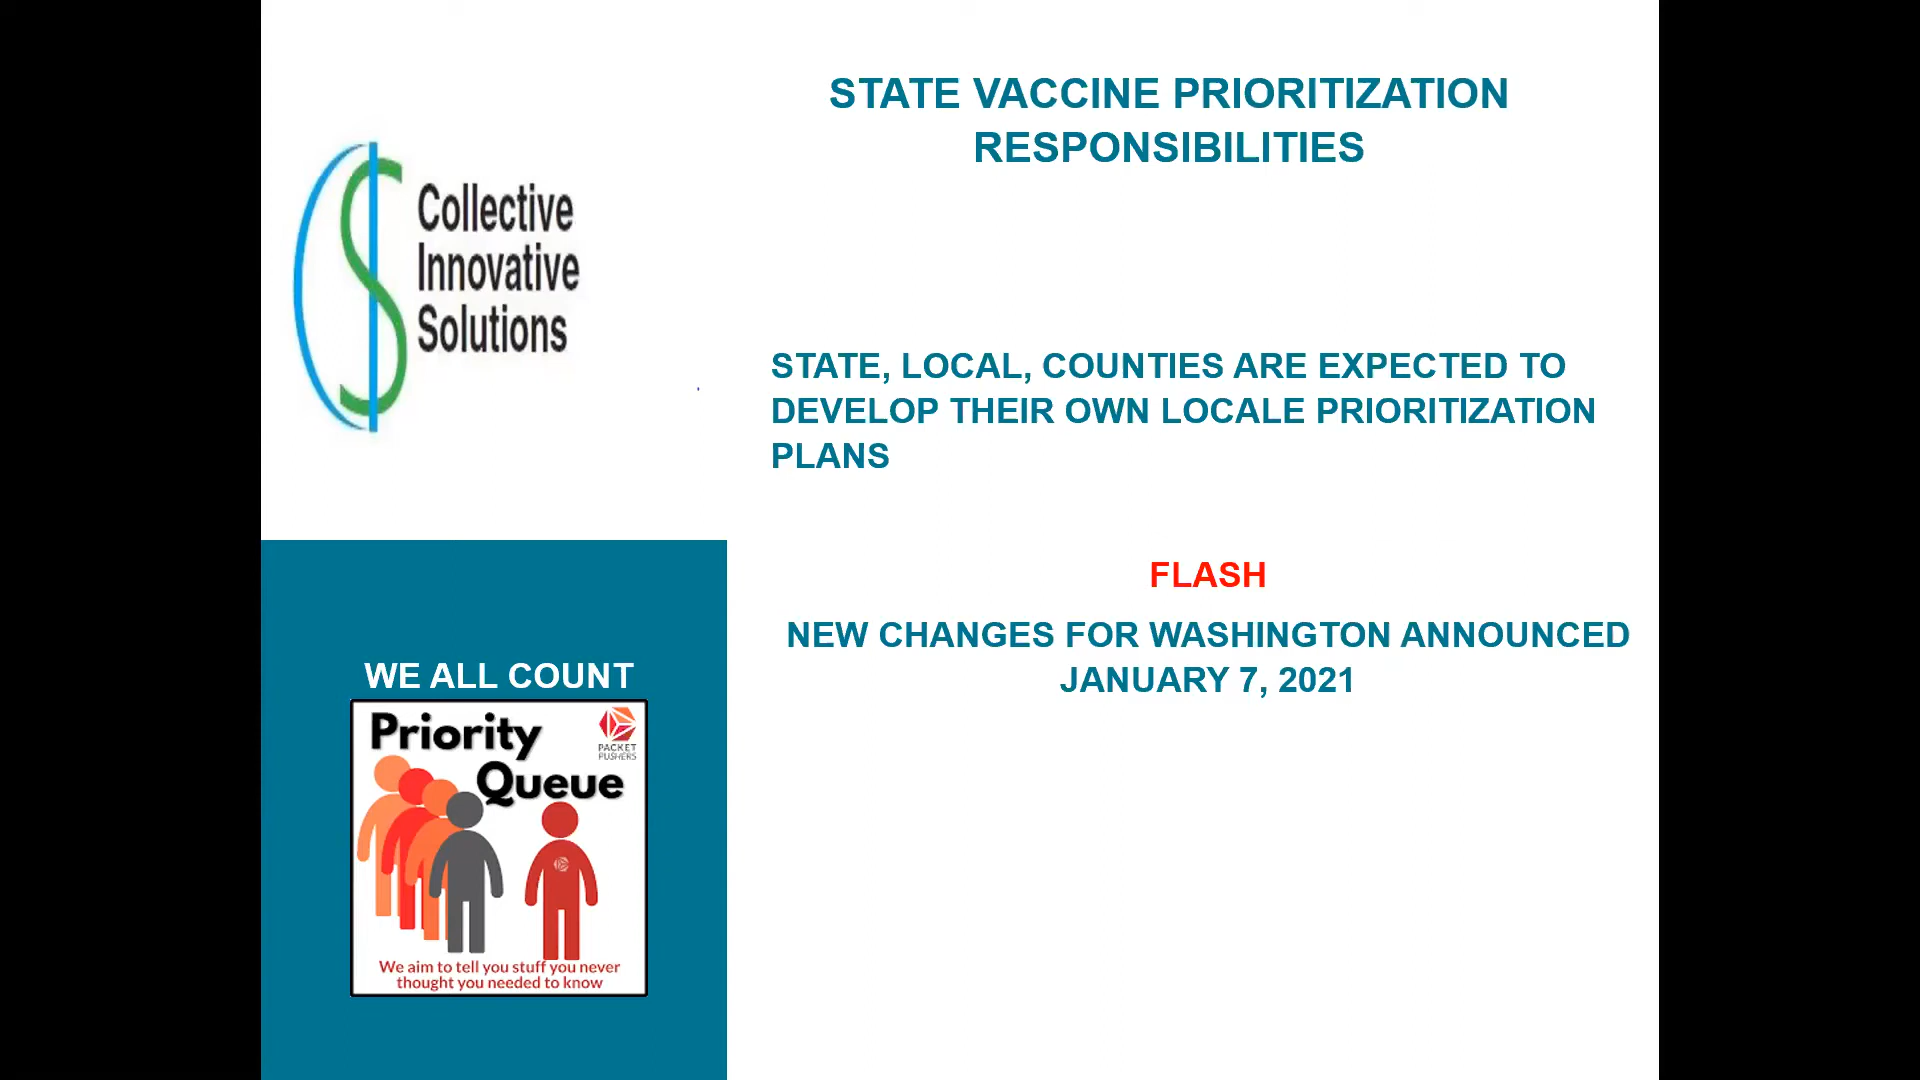 STATE VACCINE PRIORITIZATION
RESPONSIBILITIES
Collective
Innovative
Solutions
STATE, LOCAL, COUNTIES ARE EXPECTED TO
DEVELOP THEIR OWN LOCALE PRIORITIZATION
PLANS
FLASH
NEW CHANGES FOR WASHINGTON ANNOUNCED
JANUARY 7, 2021
WE ALL COUNT
Priority
Queue
PACKET
PUSHERS
We aim to tell you stuff you never
thought you needed to know